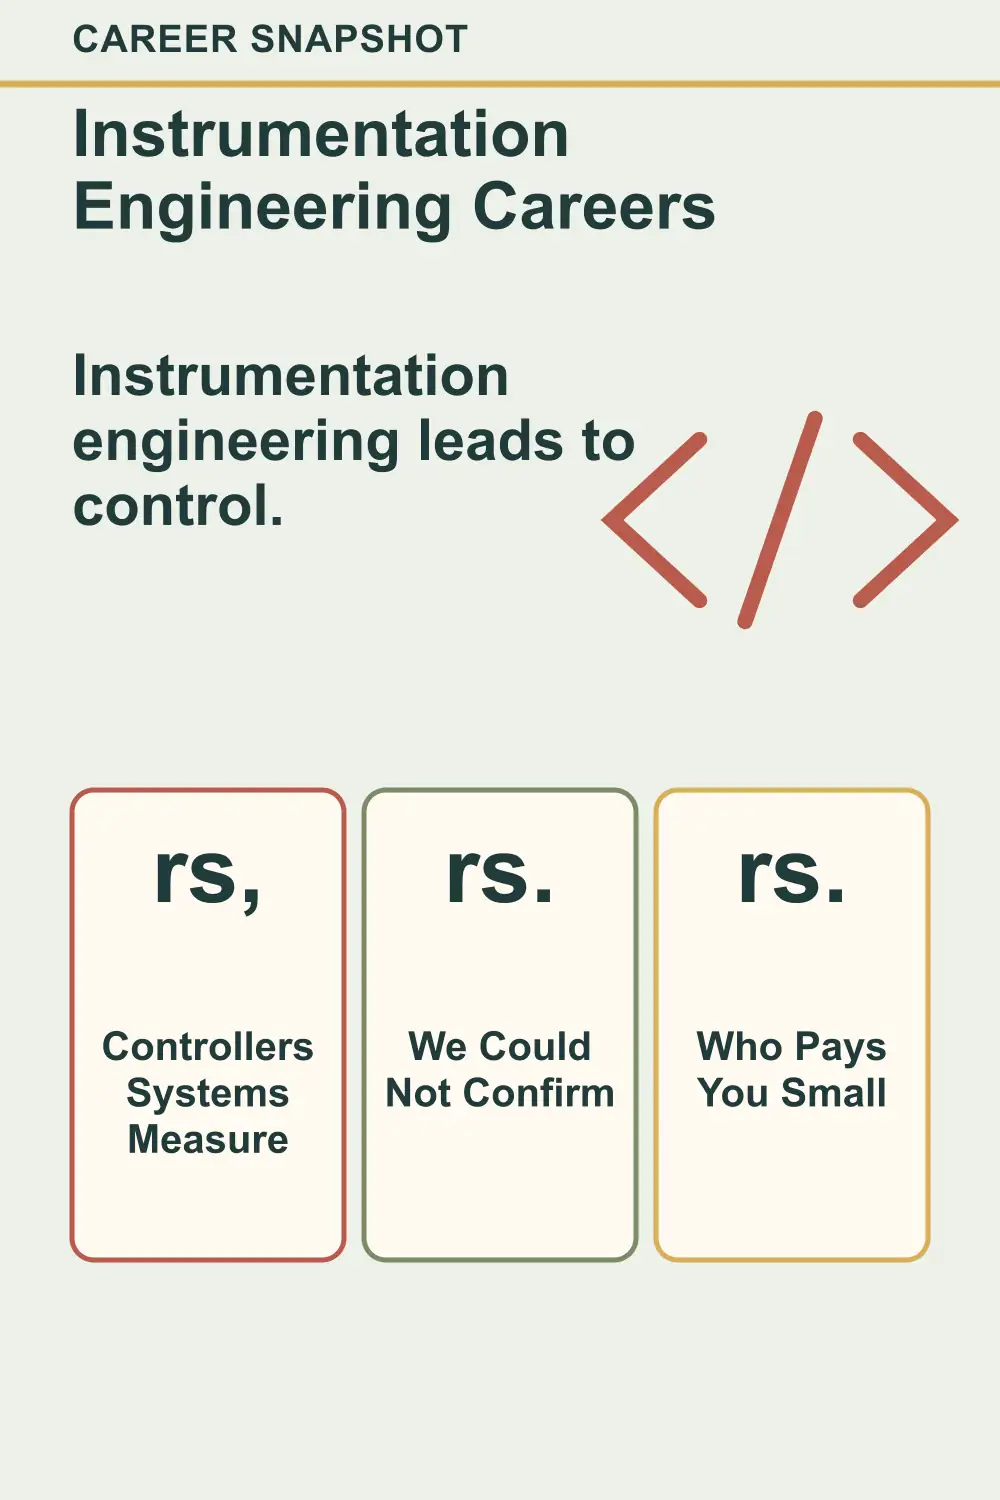 CAREER SNAPSHOT
Instrumentation
Engineering Careers
Instrumentation
engineering leads to
control.
</>
rs,
Controllers
Systems
Measure
rs.
We Could
Not Confirm
rs.
Who Pays
You Small